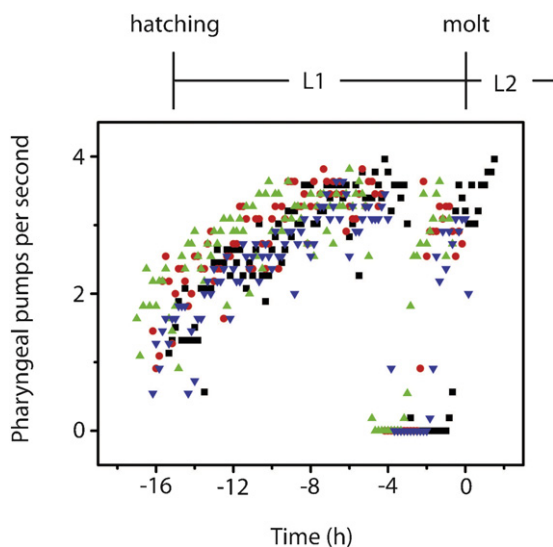 hatching molt
L1 L2
Pharyngeal pumps per second
4
2
0
-16 -12 -8 -4 0
Time (h)